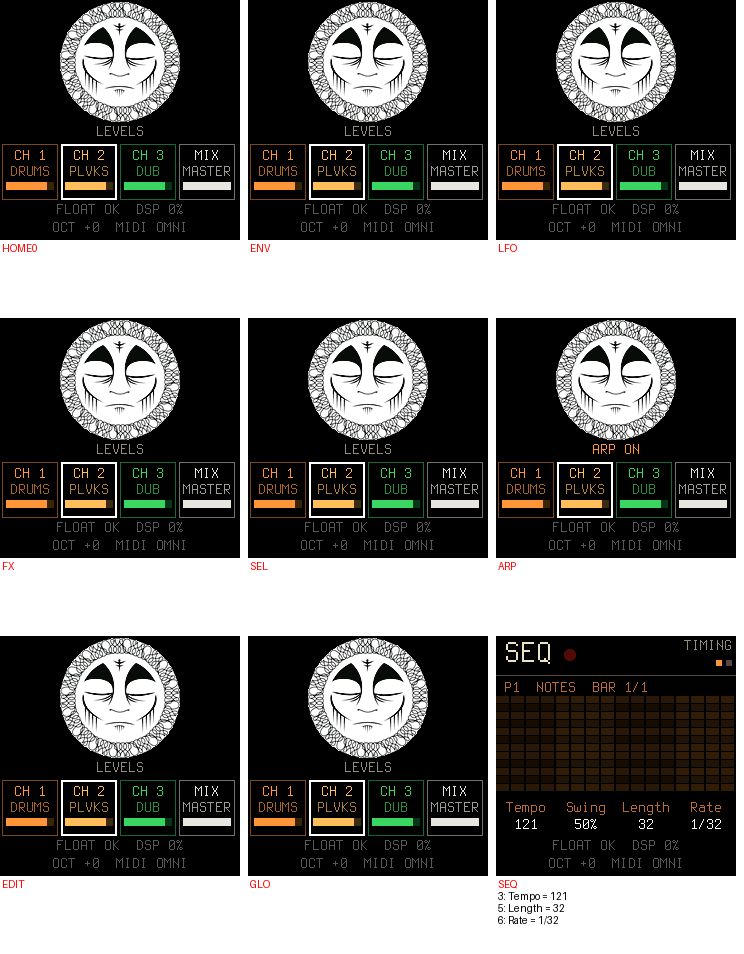 LEVELS
CH 1 CH 2 CH 3 MIX
DRUMS PLVKS DUB MASTER
FLOAT OK DSP 0%
OCT +0 MIDI OMNI
HOME0
LEVELS
CH 1 CH 2 CH 3 MIX
DRUMS PLVKS DUB MASTER
FLOAT OK DSP 0%
OCT +0 MIDI OMNI
ENV
LEVELS
CH 1 CH 2 CH 3 MIX
DRUMS PLVKS DUB MASTER
FLOAT OK DSP 0%
OCT +0 MIDI OMNI
LFO
LEVELS
CH 1 CH 2 CH 3 MIX
DRUMS PLVKS DUB MASTER
FLOAT OK DSP 0%
OCT +0 MIDI OMNI
FX
LEVELS
CH 1 CH 2 CH 3 MIX
DRUMS PLVKS DUB MASTER
FLOAT OK DSP 0%
OCT +0 MIDI OMNI
SEL
ARP ON
CH 1 CH 2 CH 3 MIX
DRUMS PLVKS DUB MASTER
FLOAT OK DSP 0%
OCT +0 MIDI OMNI
ARP
LEVELS
CH 1 CH 2 CH 3 MIX
DRUMS PLVKS DUB MASTER
FLOAT OK DSP 0%
OCT +0 MIDI OMNI
EDIT
LEVELS
CH 1 CH 2 CH 3 MIX
DRUMS PLVKS DUB MASTER
FLOAT OK DSP 0%
OCT +0 MIDI OMNI
GLO
SEQ TIMING
P1 NOTES BAR 1/1
Tempo Swing Length Rate
121 50% 32 1/32
FLOAT OK DSP 0%
OCT +0 MIDI OMNI
SEQ
3: Tempo = 121
5: Length = 32
6: Rate = 1/32